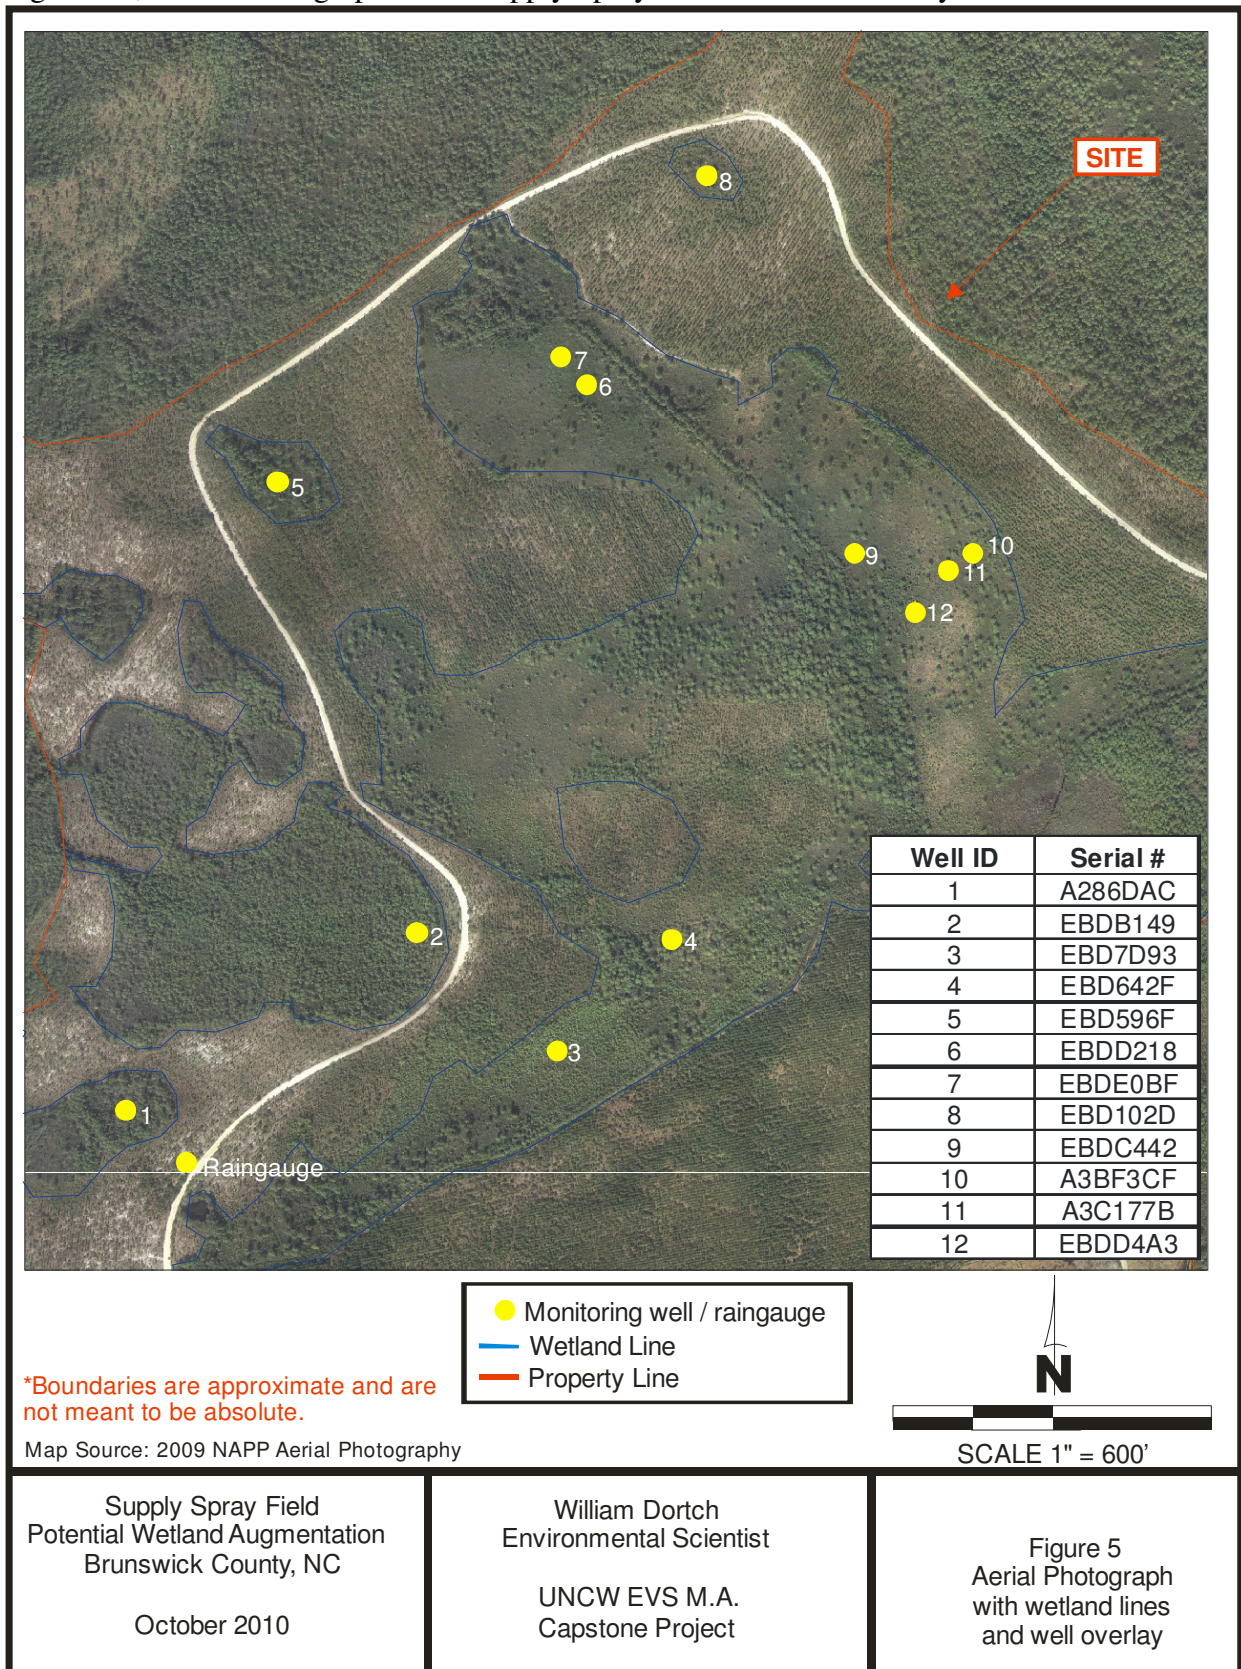 SITE
8
7
6
5
10
9
11
12
2
4
3
1
Raingauge
Well ID Serial #
1 A286DAC
2 EBDB149
3 EBD7D93
4 EBD642F
5 EBD596F
6 EBDD218
7 EBDE0BF
8 EBD102D
9 EBDC442
10 A3BF3CF
11 A3C177B
12 EBDD4A3
Monitoring well / raingauge
Wetland Line
Property Line
*Boundaries are approximate and are
not meant to be absolute.
Map Source: 2009 NAPP Aerial Photography
N
SCALE 1" = 600'
Supply Spray Field
Potential Wetland Augmentation
Brunswick County, NC
October 2010
William Dortch
Environmental Scientist
UNCW EVS M.A.
Capstone Project
Figure 5
Aerial Photograph
with wetland lines
and well overlay